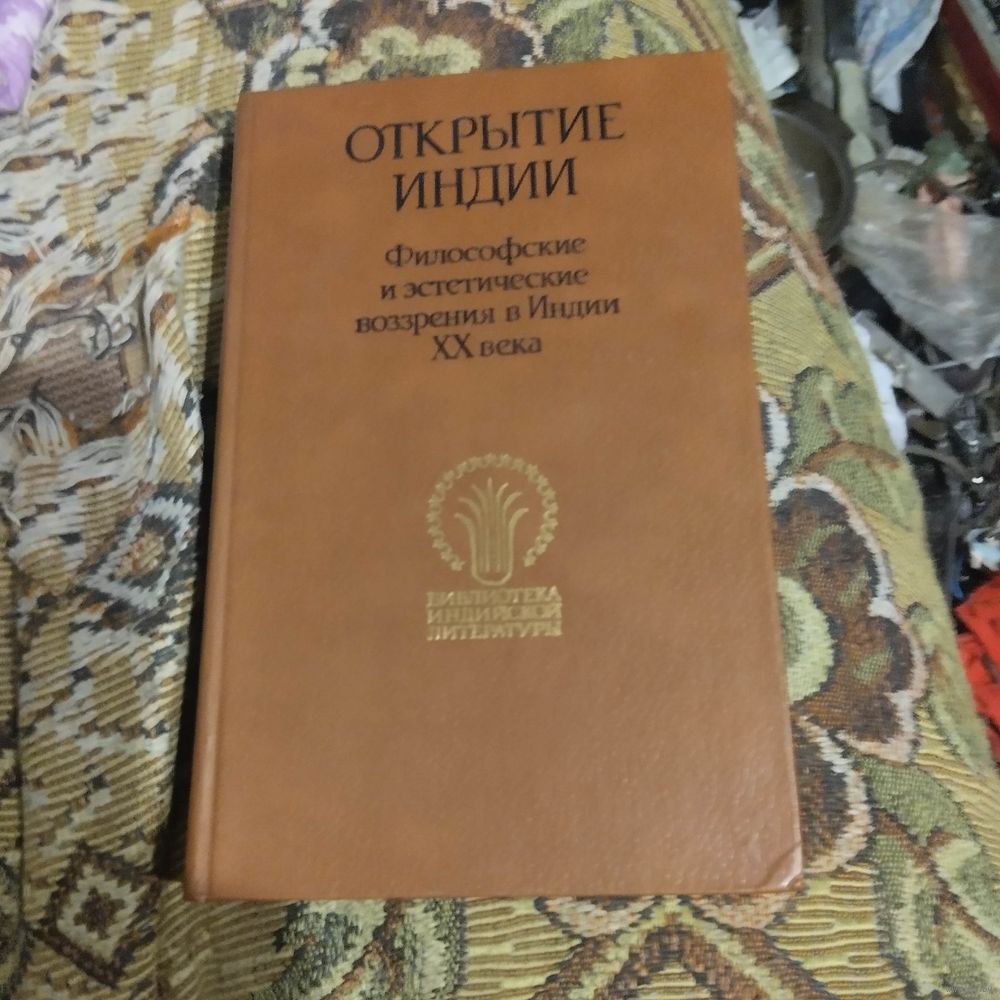 ОТКРЫТИЕ
ИНДИИ
Философские
и эстетические
воззрения в Индии
XX века
БИБЛИОТЕКА
ИНДИЙСКОЙ
ЛИТЕРАТУРЫ